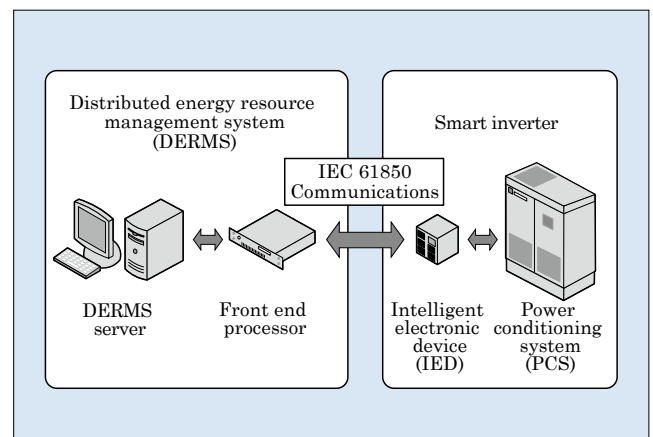 Distributed energy resource
management system
(DERMS)
Smart inverter
IEC 61850
Communications
DERMS
server
Front end
processor
Intelligent
electronic
device
(IED)
Power
conditioning
system
(PCS)